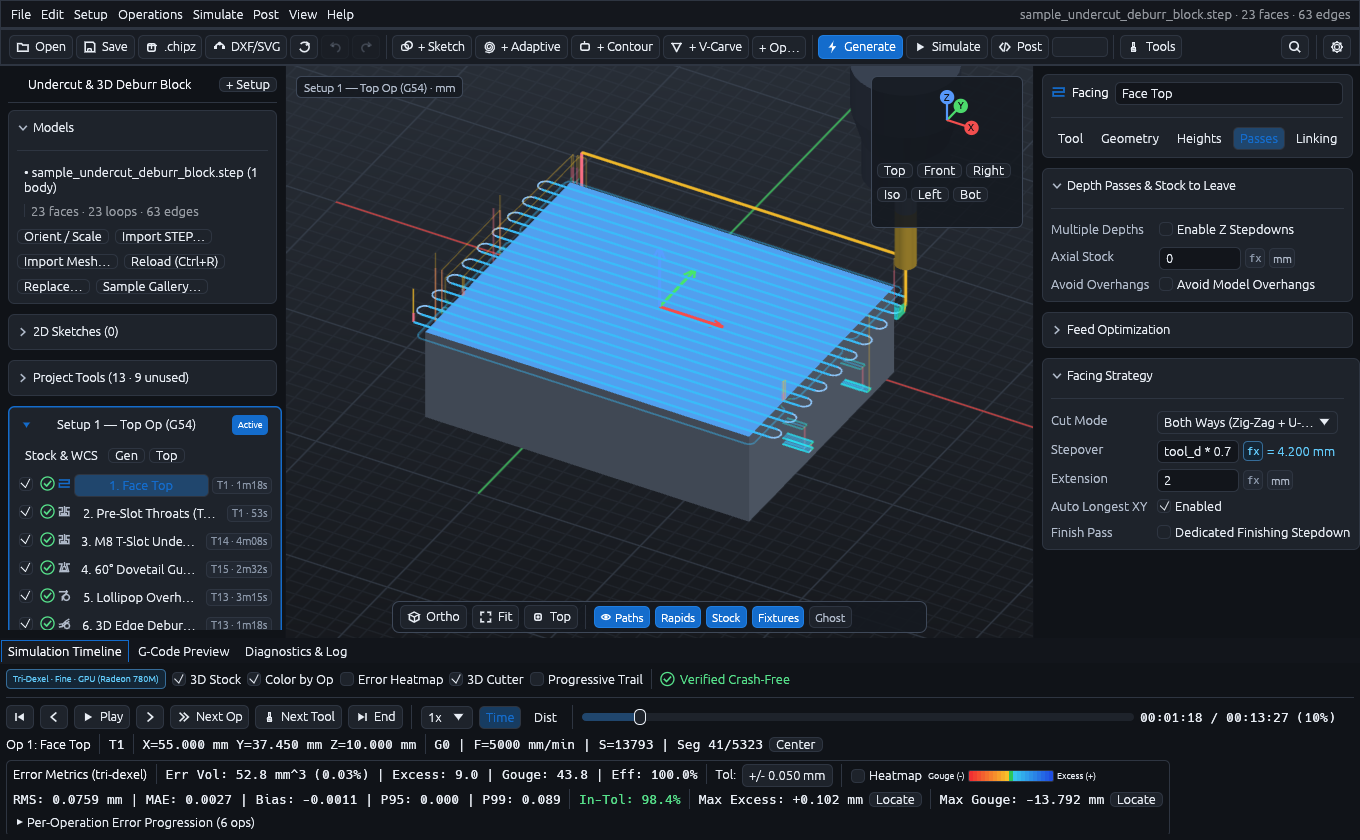 File Edit Setup Operations Simulate Post View Help
sample_undercut_deburr_block.step · 23 faces · 63 edges
Open Save .chipz DXF/SVG + Sketch + Adaptive + Contour + V-Carve + Op... Generate Simulate Post Tools
Undercut & 3D Deburr Block + Setup
Models
• sample_undercut_deburr_block.step (1
body)
23 faces · 23 loops · 63 edges
Orient / Scale Import STEP...
Import Mesh... Reload (Ctrl+R)
Replace... Sample Gallery...
2D Sketches (0)
Project Tools (13 · 9 unused)
Setup 1 — Top Op (G54) Active
Stock & WCS Gen Top
1. Face Top T1 · 1m18s
2. Pre-Slot Throats (T... T1 · 53s
3. M8 T-Slot Unde... T14 · 4m08s
4. 60° Dovetail Gu... T15 · 2m32s
5. Lollipop Overh... T13 · 3m15s
6. 3D Edge Debur... T13 · 1m18s
Setup 1 — Top Op (G54) · mm
Z Y X
Top Front Right
Iso Left Bot
Ortho Fit Top Paths Rapids Stock Fixtures Ghost
Facing Face Top
Tool Geometry Heights Passes Linking
Depth Passes & Stock to Leave
Multiple Depths Enable Z Stepdowns
Axial Stock 0 fx mm
Avoid Overhangs Avoid Model Overhangs
Feed Optimization
Facing Strategy
Cut Mode Both Ways (Zig-Zag + U-...
Stepover tool_d * 0.7 fx = 4.200 mm
Extension 2 fx mm
Auto Longest XY Enabled
Finish Pass Dedicated Finishing Stepdown
Simulation Timeline G-Code Preview Diagnostics & Log
Tri-Dexel · Fine · GPU (Radeon 780M) 3D Stock Color by Op Error Heatmap 3D Cutter Progressive Trail Verified Crash-Free
Play Next Op Next Tool End 1x Time Dist 00:01:18 / 00:13:27 (10%)
Op 1: Face Top T1 X=55.000 mm Y=37.450 mm Z=10.000 mm G0 | F=5000 mm/min | S=13793 | Seg 41/5323 Center
Error Metrics (tri-dexel) Err Vol: 52.8 mm^3 (0.03%) | Excess: 9.0 | Gouge: 43.8 | Eff: 100.0% Tol: +/- 0.050 mm Heatmap Gouge (-) Excess (+)
RMS: 0.0759 mm | MAE: 0.0027 | Bias: -0.0011 | P95: 0.000 | P99: 0.089 In-Tol: 98.4% Max Excess: +0.102 mm Locate Max Gouge: -13.792 mm Locate
Per-Operation Error Progression (6 ops)